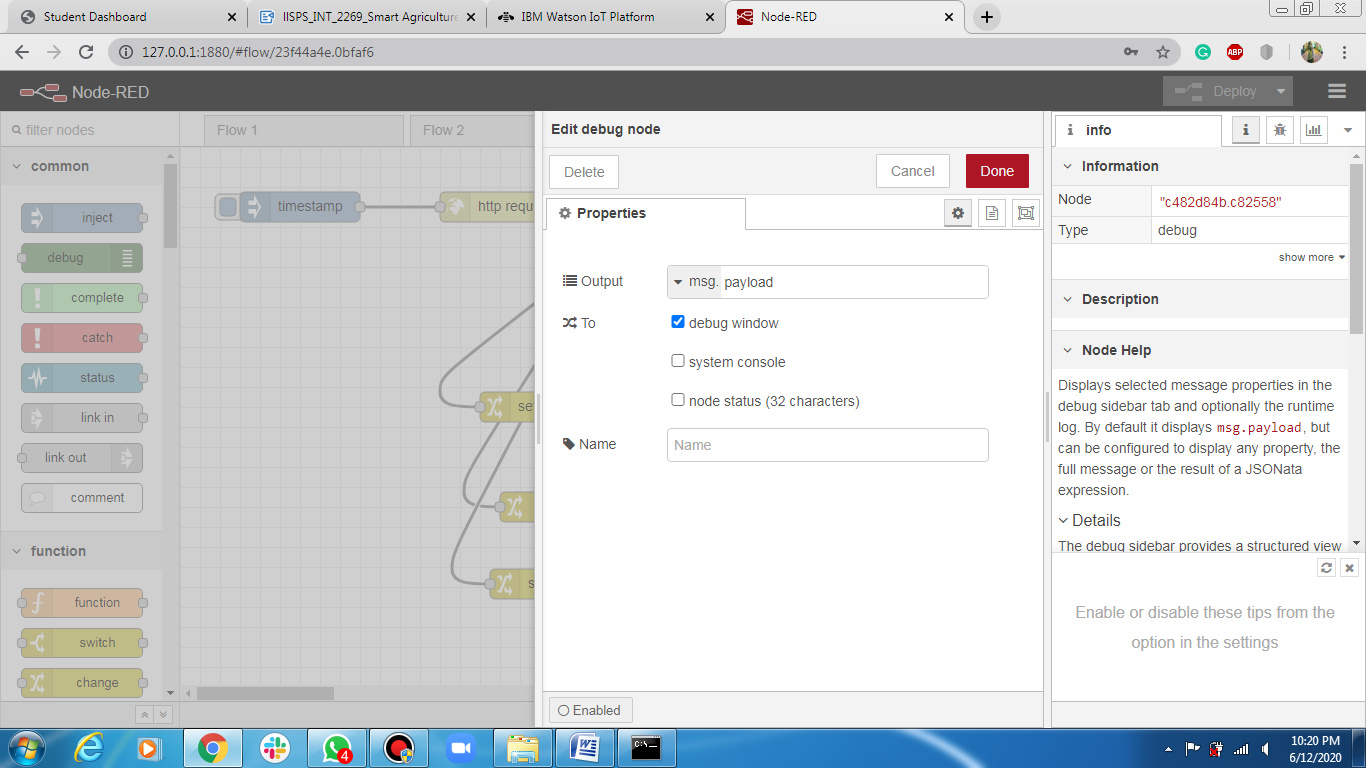 Student Dashboard
IISPS_INT_2269_Smart Agriculture
IBM Watson IoT Platform
Node-RED
127.0.0.1:1880/#flow/23f44a4e.0bfaf6
ABP
Node-RED
Deploy
filter nodes
common
inject
debug
complete
catch
status
link in
link out
comment
function
function
switch
change
Flow 1
Flow 2
timestamp
http requ
se
s
Edit debug node
Delete
Cancel
Done
Properties
Output
msg. payload
To
debug window
system console
node status (32 characters)
Name
Name
Enabled
info
Information
Node "c482d84b.c82558"
Type debug
show more
Description
Node Help
Displays selected message properties in the
debug sidebar tab and optionally the runtime
log. By default it displays msg.payload, but
can be configured to display any property, the
full message or the result of a JSONata
expression.
Details
The debug sidebar provides a structured view
Enable or disable these tips from the
option in the settings
4
C:\.
10:20 PM
6/12/2020